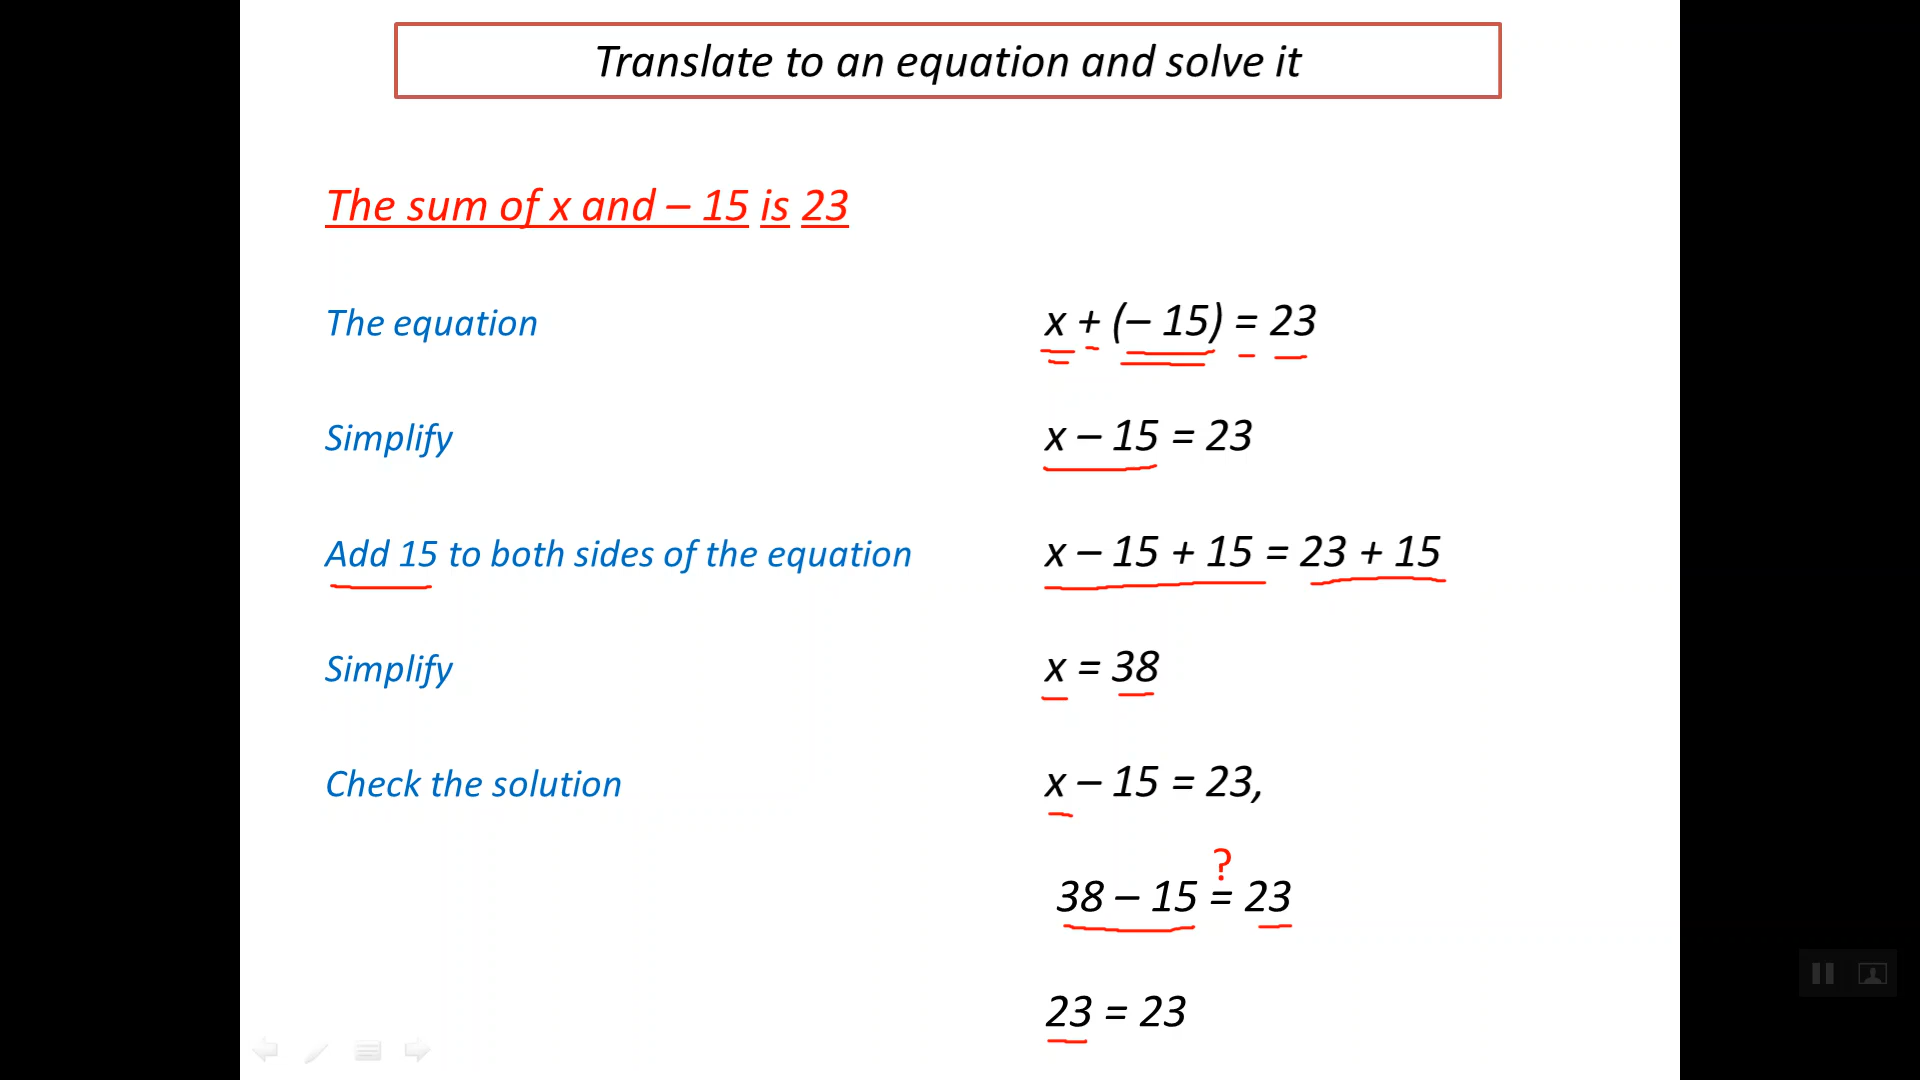 Translate to an equation and solve it
The sum of x and – 15 is 23
The equation x + (– 15) = 23
Simplify x – 15 = 23
Add 15 to both sides of the equation x – 15 + 15 = 23 + 15
Simplify x = 38
Check the solution x – 15 = 23,
?
38 – 15 = 23
23 = 23